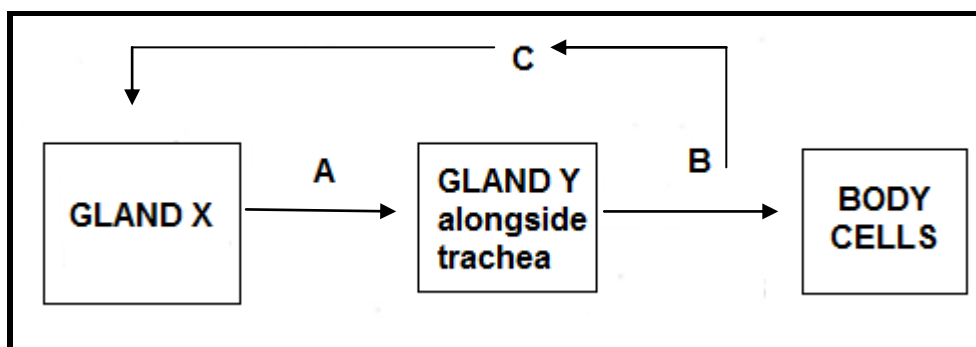 C
A
B
GLAND X
GLAND Y
alongside
trachea
BODY
CELLS